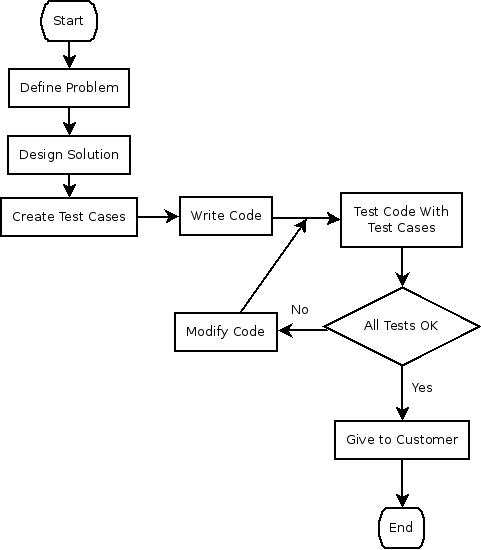 Start
Define Problem
Design Solution
Create Test Cases
Write Code
Test Code With
Test Cases
No
Modify Code
All Tests OK
Yes
Give to Customer
End